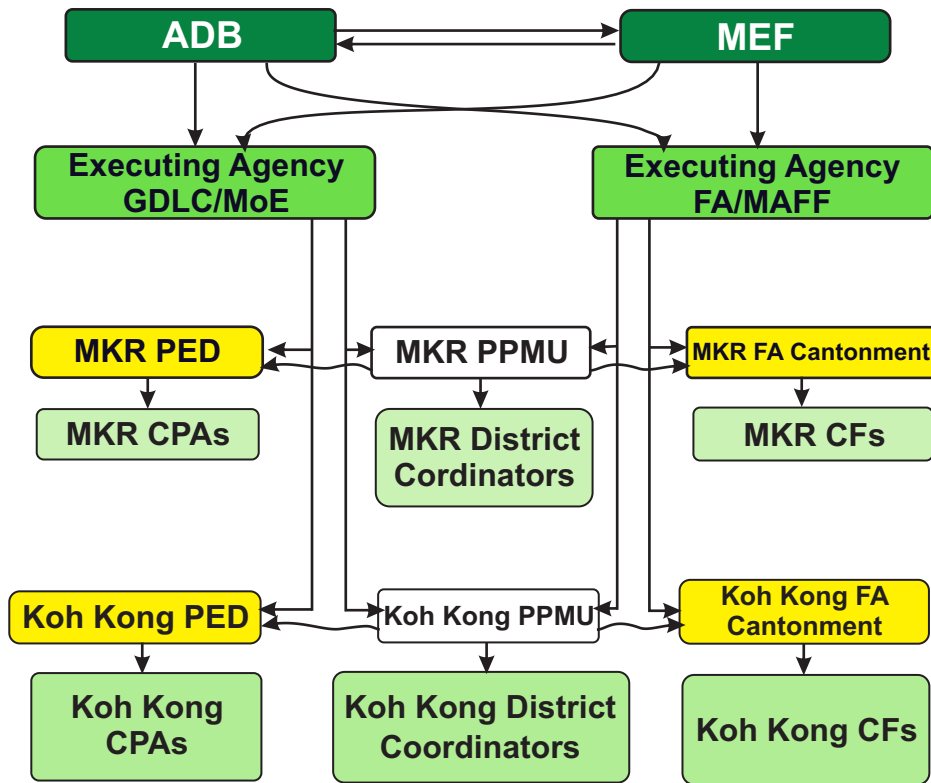 ADB
MEF
Executing Agency
GDLC/MoE
Executing Agency
FA/MAFF
MKR PED
MKR PPMU
MKR FA Cantonment
MKR CPAs
MKR District
Cordinators
MKR CFs
Koh Kong PED
Koh Kong PPMU
Koh Kong FA
Cantonment
Koh Kong
CPAs
Koh Kong District
Coordinators
Koh Kong CFs